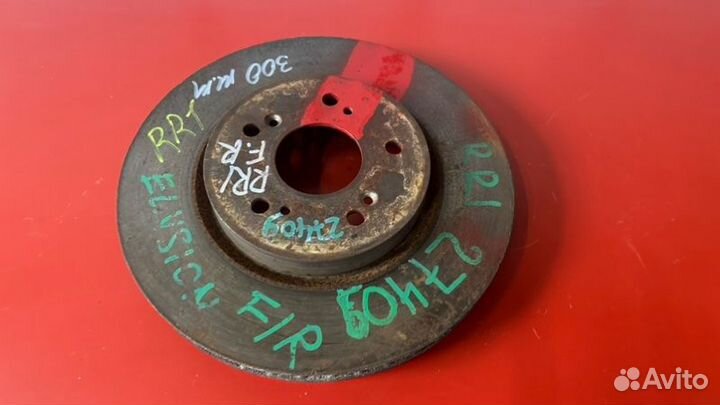 300 м.м
RR1
RR1
F.R
27409
ELYSION
F/R
27409
RR1
Avito